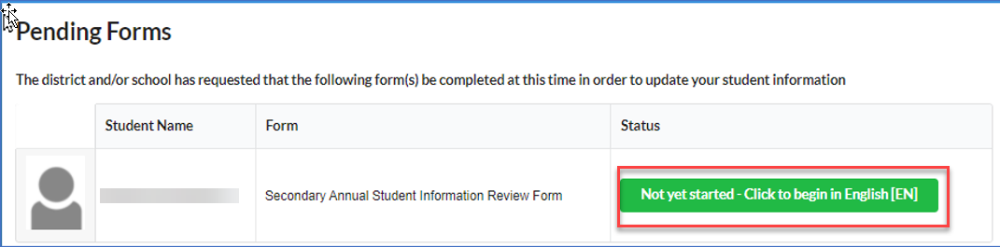 Pending Forms
The district and/or school has requested that the following form(s) be completed at this time in order to update your student information
Student Name
Form
Status
Secondary Annual Student Information Review Form
Not yet started - Click to begin in English [EN]